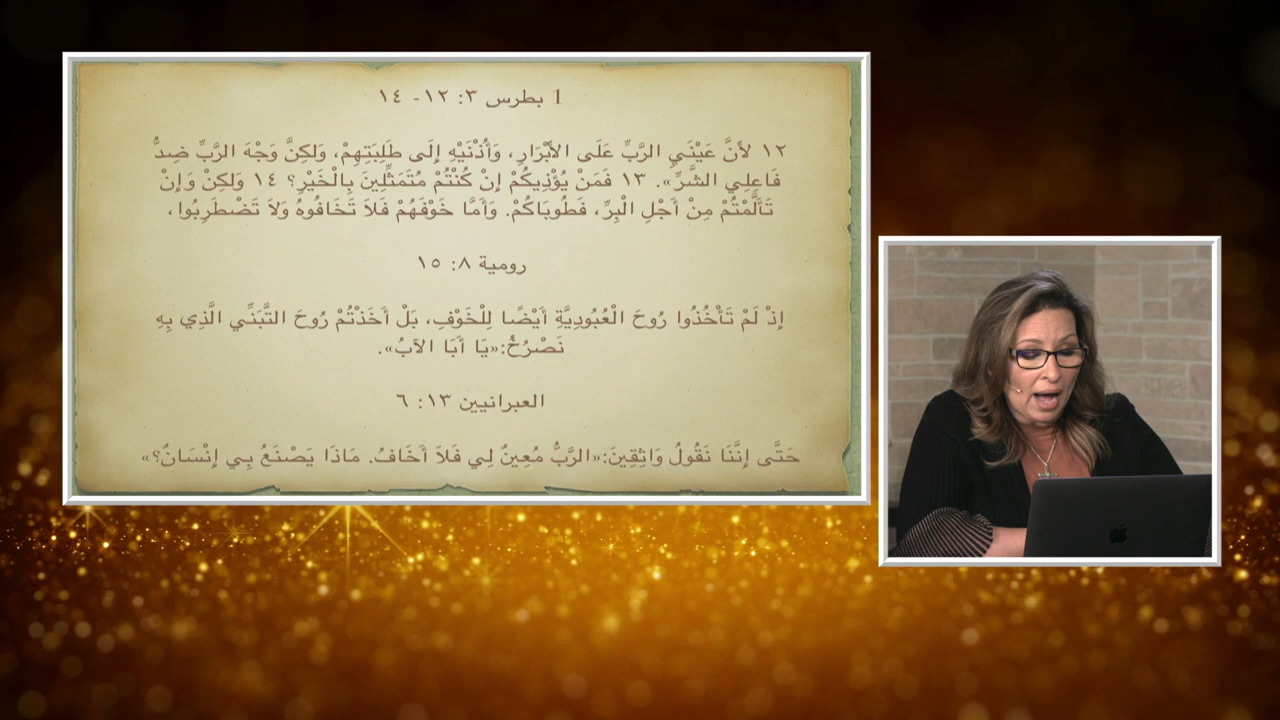 1 بطرس ٣: ١٢- ١٤
١٢ لأَنَّ عَيْنَيِ الرَّبِّ عَلَى الأَبْرَارِ، وَأُذْنَيْهِ إِلَى طَلِبَتِهِمْ، وَلكِنَّ وَجْهَ الرَّبِّ ضِدُّ
فَاعِلِي الشَّرِّ». ١٣ فَمَنْ يُؤْذِيكُمْ إِنْ كُنْتُمْ مُتَمَثِّلِينَ بِالْخَيْرِ؟ ١٤ وَلكِنْ وَإِنْ
تَأَلَّمْتُمْ مِنْ أَجْلِ الْبِرِّ، فَطُوبَاكُمْ. وَأَمَّا خَوْفَهُمْ فَلاَ تَخَافُوهُ وَلاَ تَضْطَرِبُوا،
رومية ٨: ١٥
إِذْ لَمْ تَأْخُذُوا رُوحَ الْعُبُودِيَّةِ أَيْضًا لِلْخَوْفِ، بَلْ أَخَذْتُمْ رُوحَ التَّبَنِّي الَّذِي بِهِ
نَصْرُخُ:«يَا أَبَا الآبُ».
العبرانيين ١٣: ٦
حَتَّى إِنَّنَا نَقُولُ وَاثِقِينَ:«الرَّبُّ مُعِينٌ لِي فَلاَ أَخَافُ. مَاذَا يَصْنَعُ بِي إِنْسَانٌ؟»